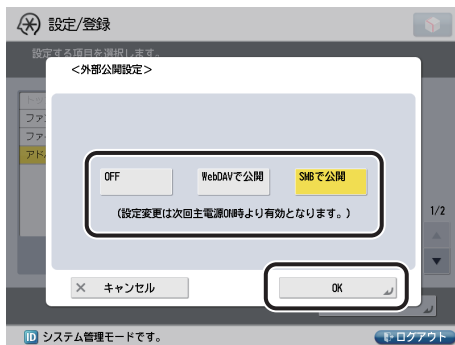 設定/登録
設定する項目を選択します。
<外部公開設定>
ファ
ファ
アド
OFF
WebDAVで公開
SMBで公開
(設定変更は次回主電源ON時より有効となります。)
1/2
× キャンセル
OK
ID システム管理モードです。
ログアウト